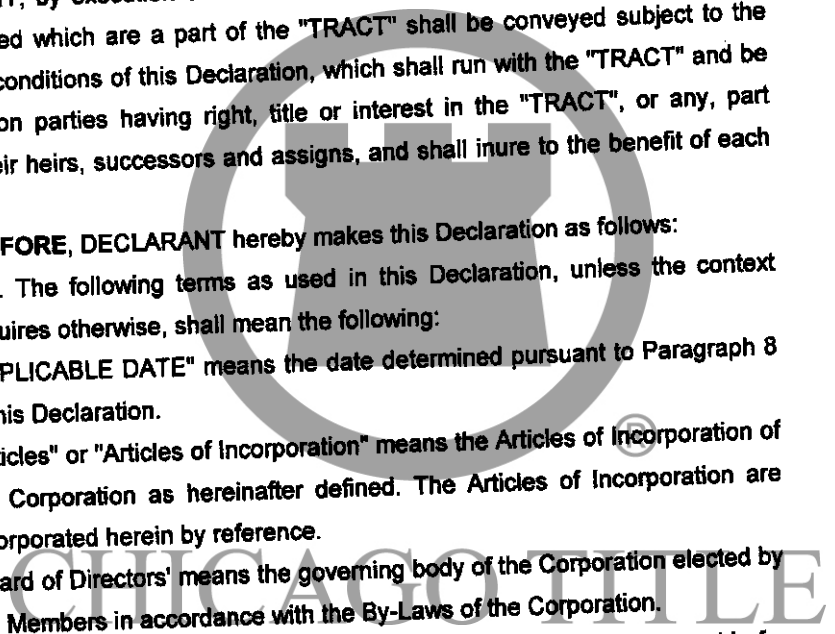 ed which are a part of the "TRACT" shall be conveyed subject to the
conditions of this Declaration, which shall run with the "TRACT" and be
on parties having right, title or interest in the "TRACT", or any, part
eir heirs, successors and assigns, and shall inure to the benefit of each
FORE, DECLARANT hereby makes this Declaration as follows:
. The following terms as used in this Declaration, unless the context
uires otherwise, shall mean the following:
PLICABLE DATE" means the date determined pursuant to Paragraph 8
his Declaration.
®
ticles" or "Articles of Incorporation" means the Articles of Incorporation of
Corporation as hereinafter defined. The Articles of Incorporation are
orporated herein by reference.
CHICAGO TITLE
ard of Directors' means the governing body of the Corporation elected by
Members in accordance with the By-Laws of the Corporation.